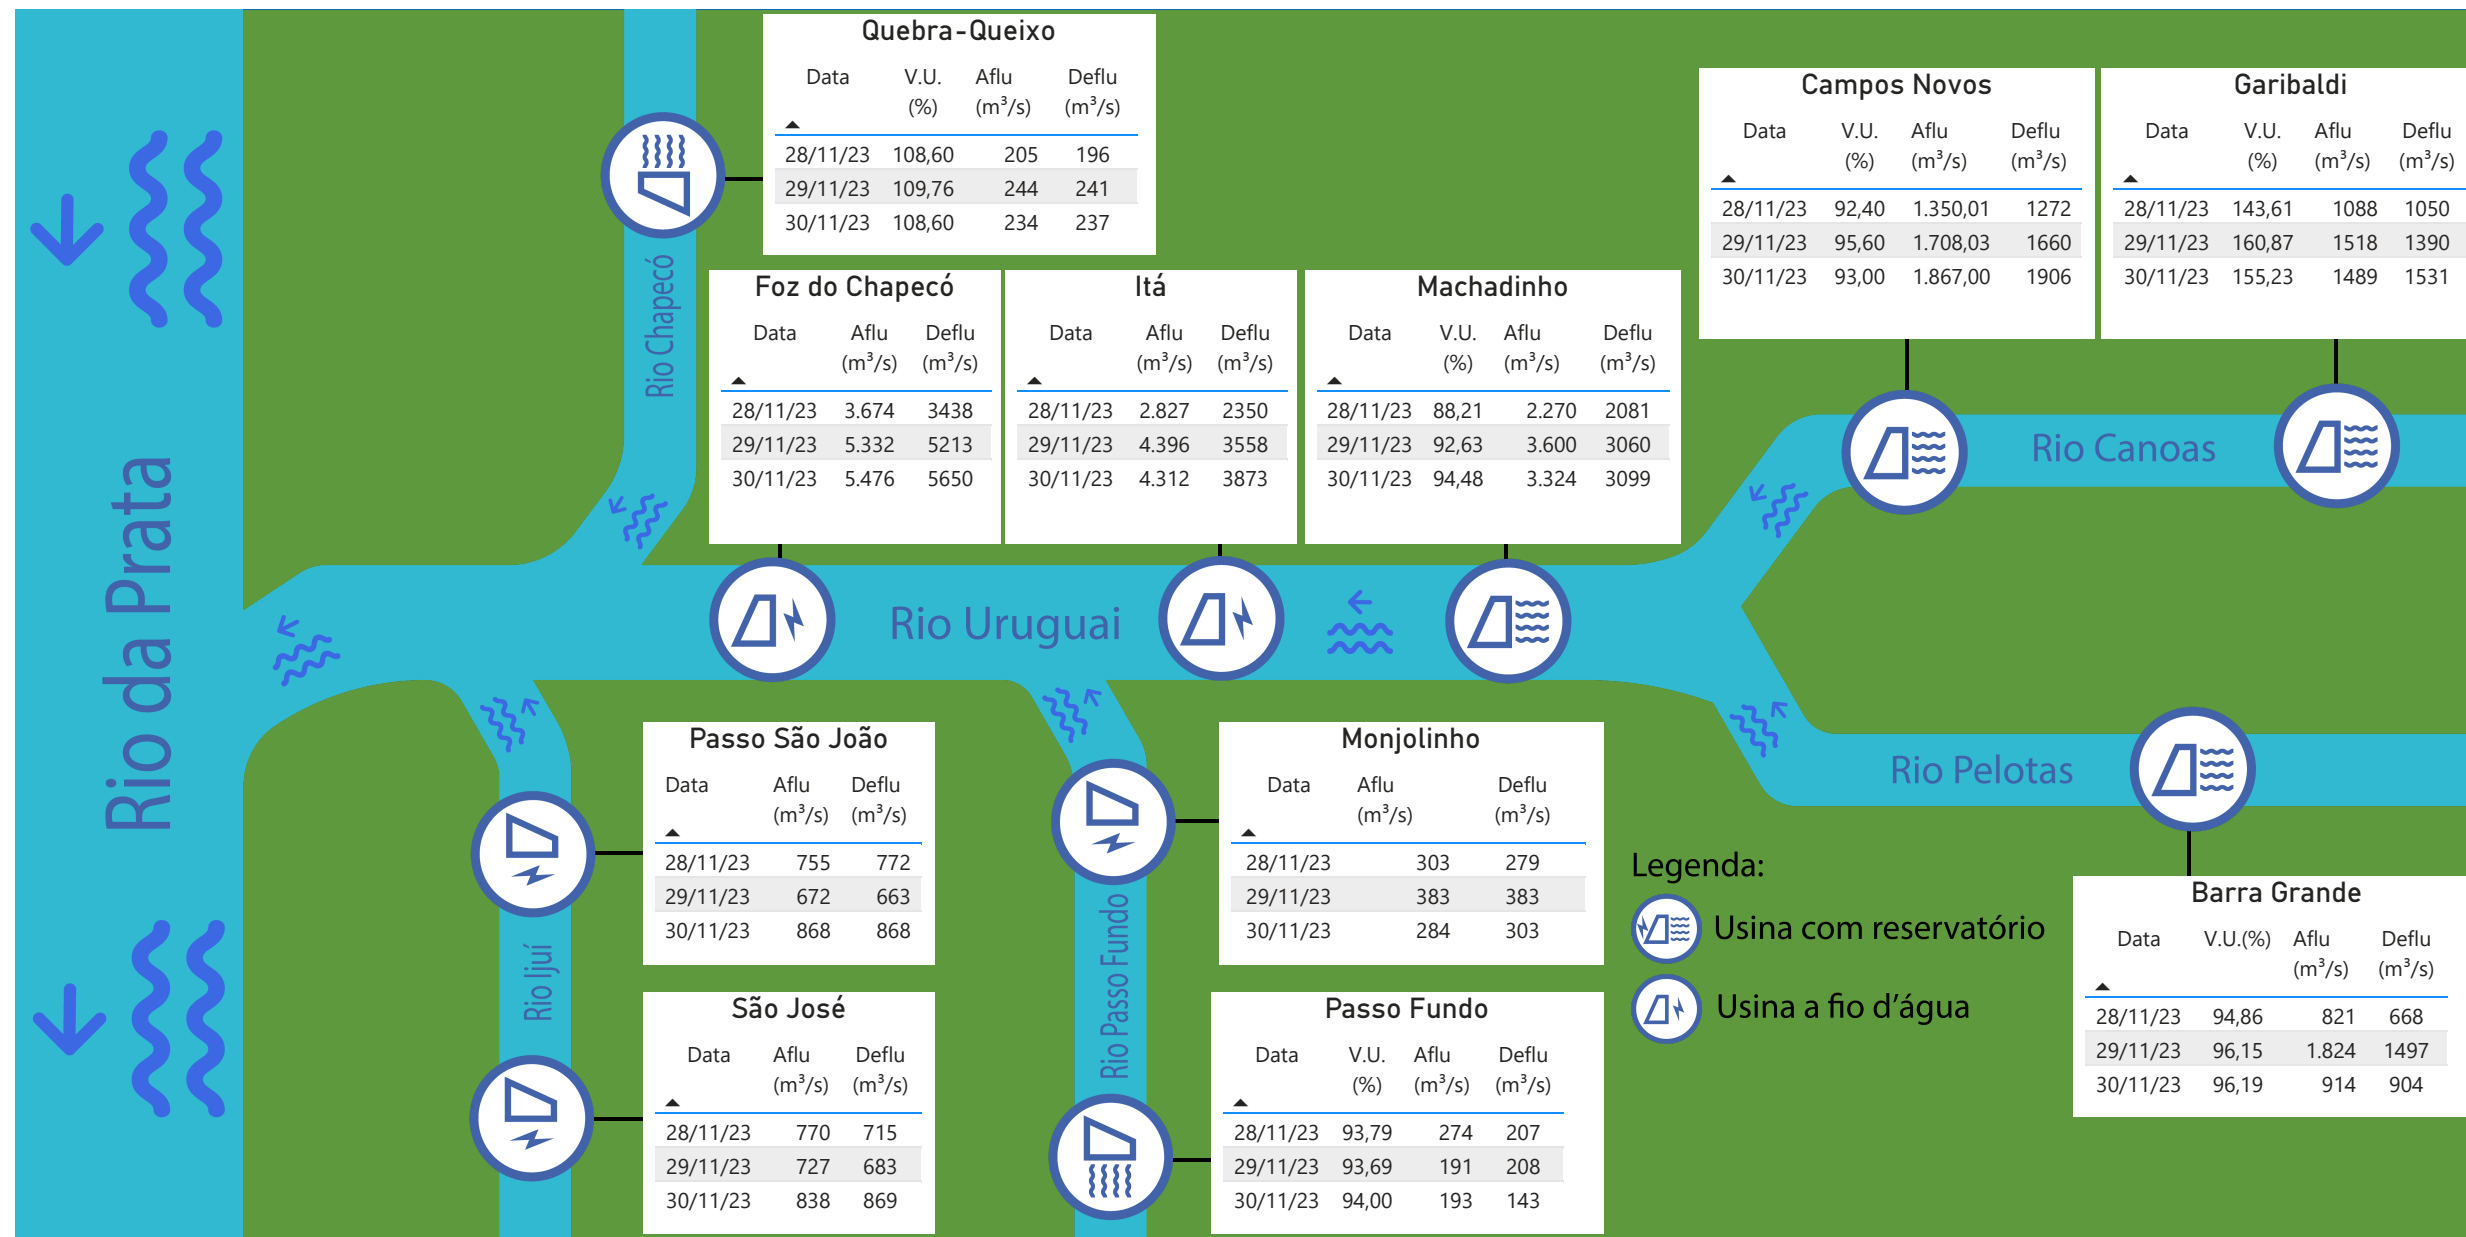 Quebra-Queixo
Data V.U. (%) Aflu (m³/s) Deflu (m³/s)
28/11/23 108,60 205 196
29/11/23 109,76 244 241
30/11/23 108,60 234 237
Campos Novos
Data V.U. (%) Aflu (m³/s) Deflu (m³/s)
28/11/23 92,40 1.350,01 1272
29/11/23 95,60 1.708,03 1660
30/11/23 93,00 1.867,00 1906
Garibaldi
Data V.U. (%) Aflu (m³/s) Deflu (m³/s)
28/11/23 143,61 1088 1050
29/11/23 160,87 1518 1390
30/11/23 155,23 1489 1531
Rio Chapecó
Foz do Chapecó
Data Aflu (m³/s) Deflu (m³/s)
28/11/23 3.674 3438
29/11/23 5.332 5213
30/11/23 5.476 5650
Itá
Data Aflu (m³/s) Deflu (m³/s)
28/11/23 2.827 2350
29/11/23 4.396 3558
30/11/23 4.312 3873
Machadinho
Data V.U. (%) Aflu (m³/s) Deflu (m³/s)
28/11/23 88,21 2.270 2081
29/11/23 92,63 3.600 3060
30/11/23 94,48 3.324 3099
Rio Canoas
Rio da Prata
Rio Uruguai
Rio Pelotas
Passo São João
Data Aflu (m³/s) Deflu (m³/s)
28/11/23 755 772
29/11/23 672 663
30/11/23 868 868
Monjolinho
Data Aflu (m³/s) Deflu (m³/s)
28/11/23 303 279
29/11/23 383 383
30/11/23 284 303
Legenda:
Usina com reservatório
Usina a fio d'água
Barra Grande
Data V.U.(%) Aflu (m³/s) Deflu (m³/s)
28/11/23 94,86 821 668
29/11/23 96,15 1.824 1497
30/11/23 96,19 914 904
Rio Ijuí
Rio Passo Fundo
São José
Data Aflu (m³/s) Deflu (m³/s)
28/11/23 770 715
29/11/23 727 683
30/11/23 838 869
Passo Fundo
Data V.U. (%) Aflu (m³/s) Deflu (m³/s)
28/11/23 93,79 274 207
29/11/23 93,69 191 208
30/11/23 94,00 193 143